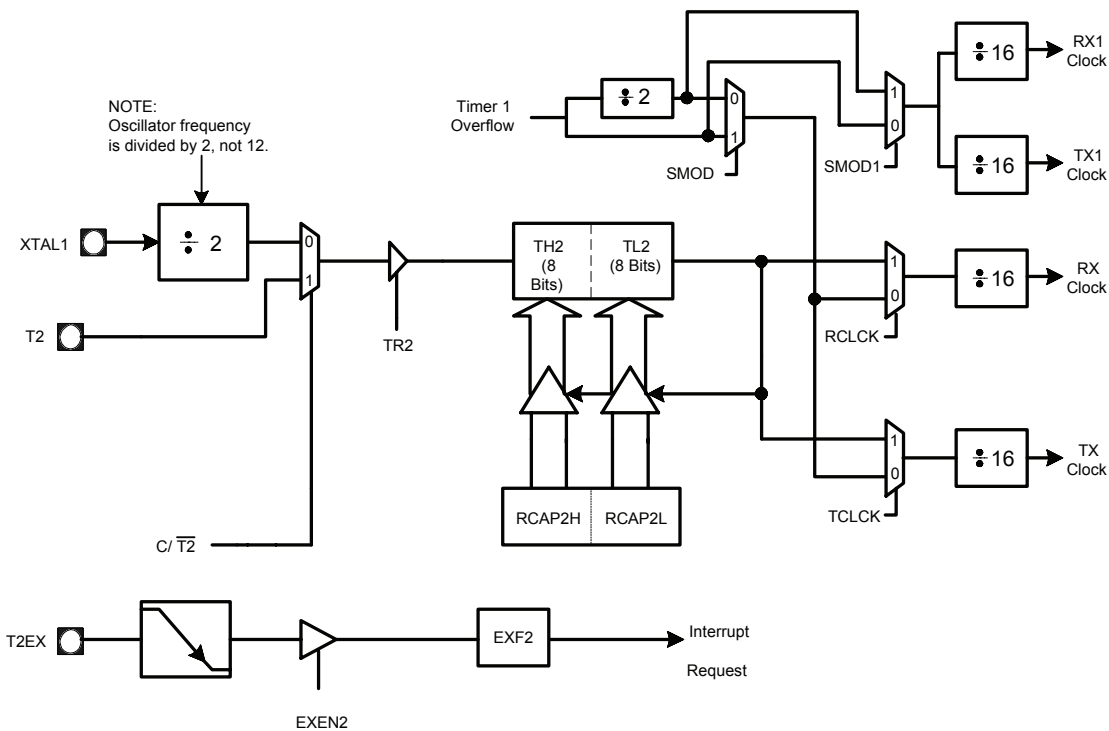 RX1
Clock
÷ 16
NOTE:
Oscillator frequency
is divided by 2, not 12.
Timer 1
Overflow
÷ 2
0
1
SMOD
1
0
SMOD1
÷ 16
TX1
Clock
XTAL1
÷ 2
0
1
TH2
(8
Bits)
TL2
(8 Bits)
1
0
RCLCK
÷ 16
RX
Clock
T2
TR2
1
0
TCLCK
÷ 16
TX
Clock
RCAP2H
RCAP2L
C/ T2
T2EX
EXEN2
EXF2
Interrupt
Request